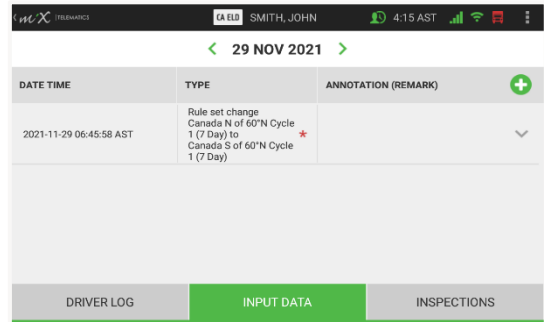 mix TELEMATICS CA ELD SMITH, JOHN 4:15 AST
29 NOV 2021
DATE TIME TYPE ANNOTATION (REMARK)
Rule set change
Canada N of 60°N Cycle
2021-11-29 06:45:58 AST 1 (7 Day) to *
Canada S of 60°N Cycle
1 (7 Day)
DRIVER LOG INPUT DATA INSPECTIONS